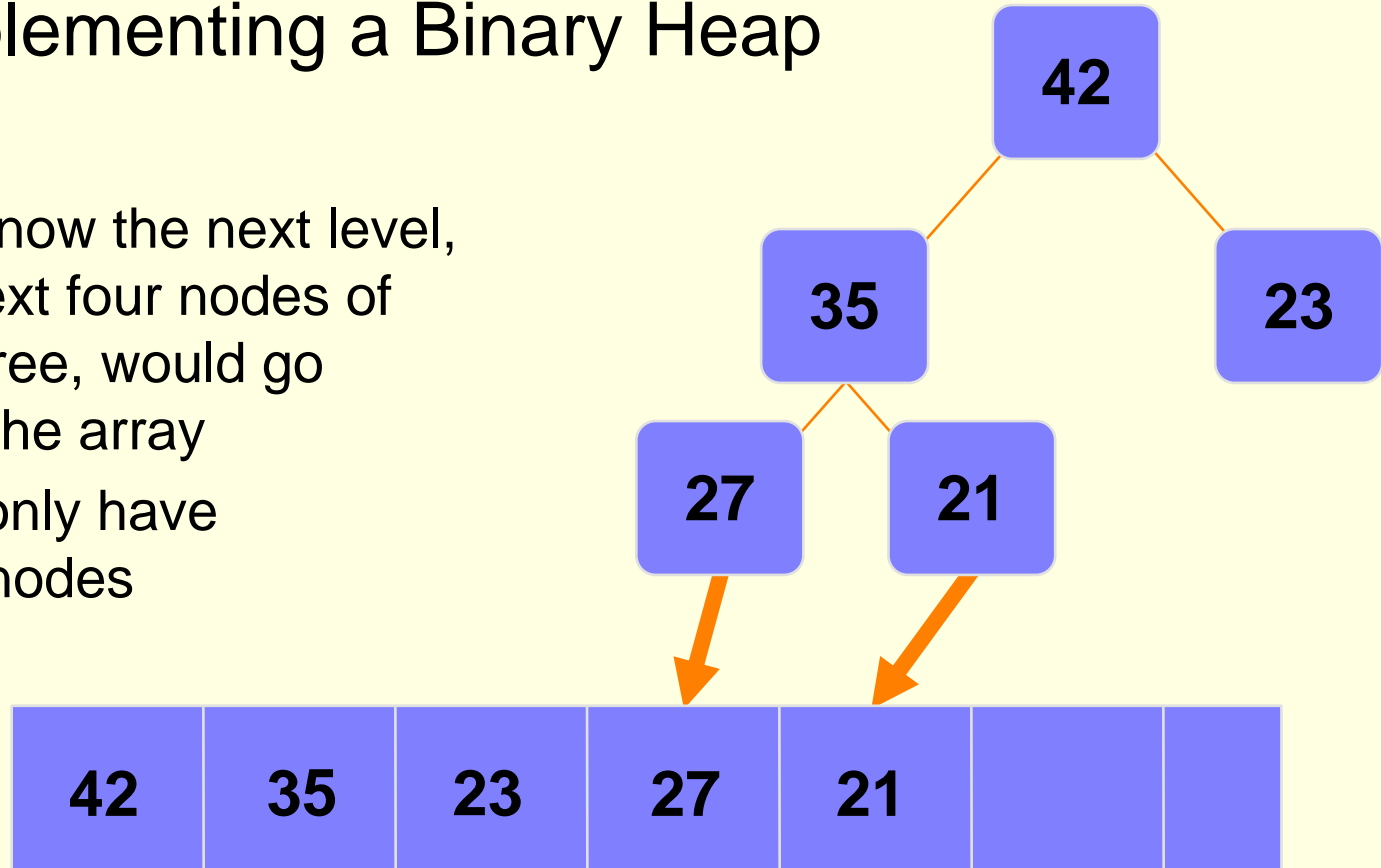 plementing a Binary Heap
now the next level,
ext four nodes of
ree, would go
he array
only have
nodes
42
35
23
27
21
42 35 23 27 21